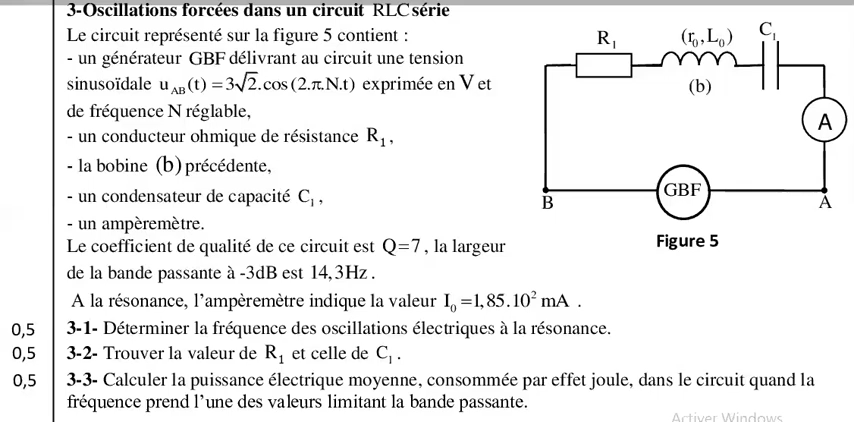 3-Oscillations forcées dans un circuit RLC série
Le circuit représenté sur la figure 5 contient :
- un générateur GBF délivrant au circuit une tension
sinusoïdale u_AB(t) = 3√2.cos(2.π.N.t) exprimée en V et
de fréquence N réglable,
- un conducteur ohmique de résistance R₁,
- la bobine (b) précédente,
- un condensateur de capacité C₁,
- un ampèremètre.
Le coefficient de qualité de ce circuit est Q=7, la largeur
de la bande passante à -3dB est 14,3Hz.
A la résonance, l'ampèremètre indique la valeur I₀=1,85.10² mA .
0,5 3-1- Déterminer la fréquence des oscillations électriques à la résonance.
0,5 3-2- Trouver la valeur de R₁ et celle de C₁.
0,5 3-3- Calculer la puissance électrique moyenne, consommée par effet joule, dans le circuit quand la
fréquence prend l'une des valeurs limitant la bande passante.
R₁ (r₀,L₀) C₁
(b)
A
GBF
B A
Figure 5
Activer Windows